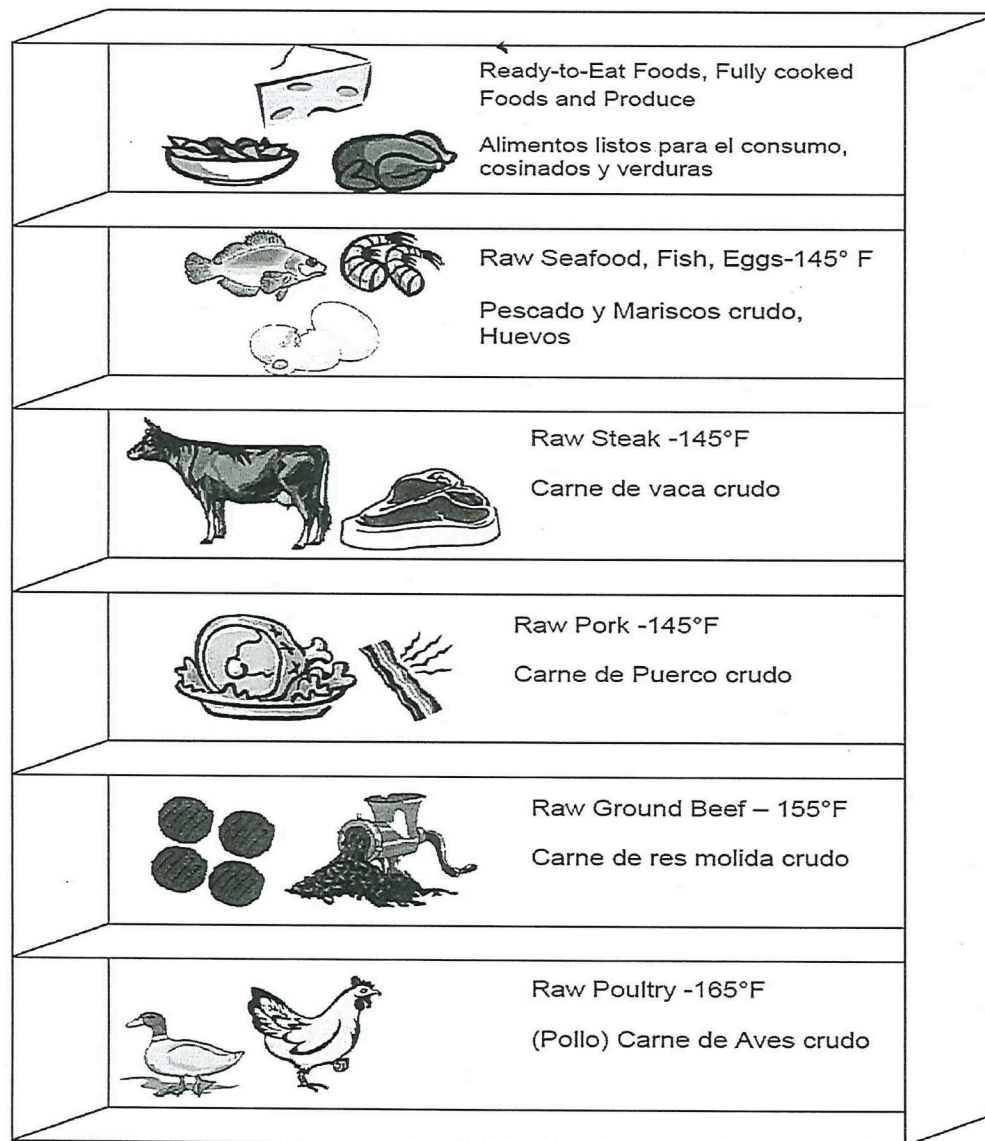 Ready-to-Eat Foods, Fully cooked
Foods and Produce
Alimentos listos para el consumo,
cosinados y verduras
Raw Seafood, Fish, Eggs-145° F
Pescado y Mariscos crudo,
Huevos
Raw Steak -145°F
Carne de vaca crudo
Raw Pork -145°F
Carne de Puerco crudo
Raw Ground Beef – 155°F
Carne de res molida crudo
Raw Poultry -165°F
(Pollo) Carne de Aves crudo